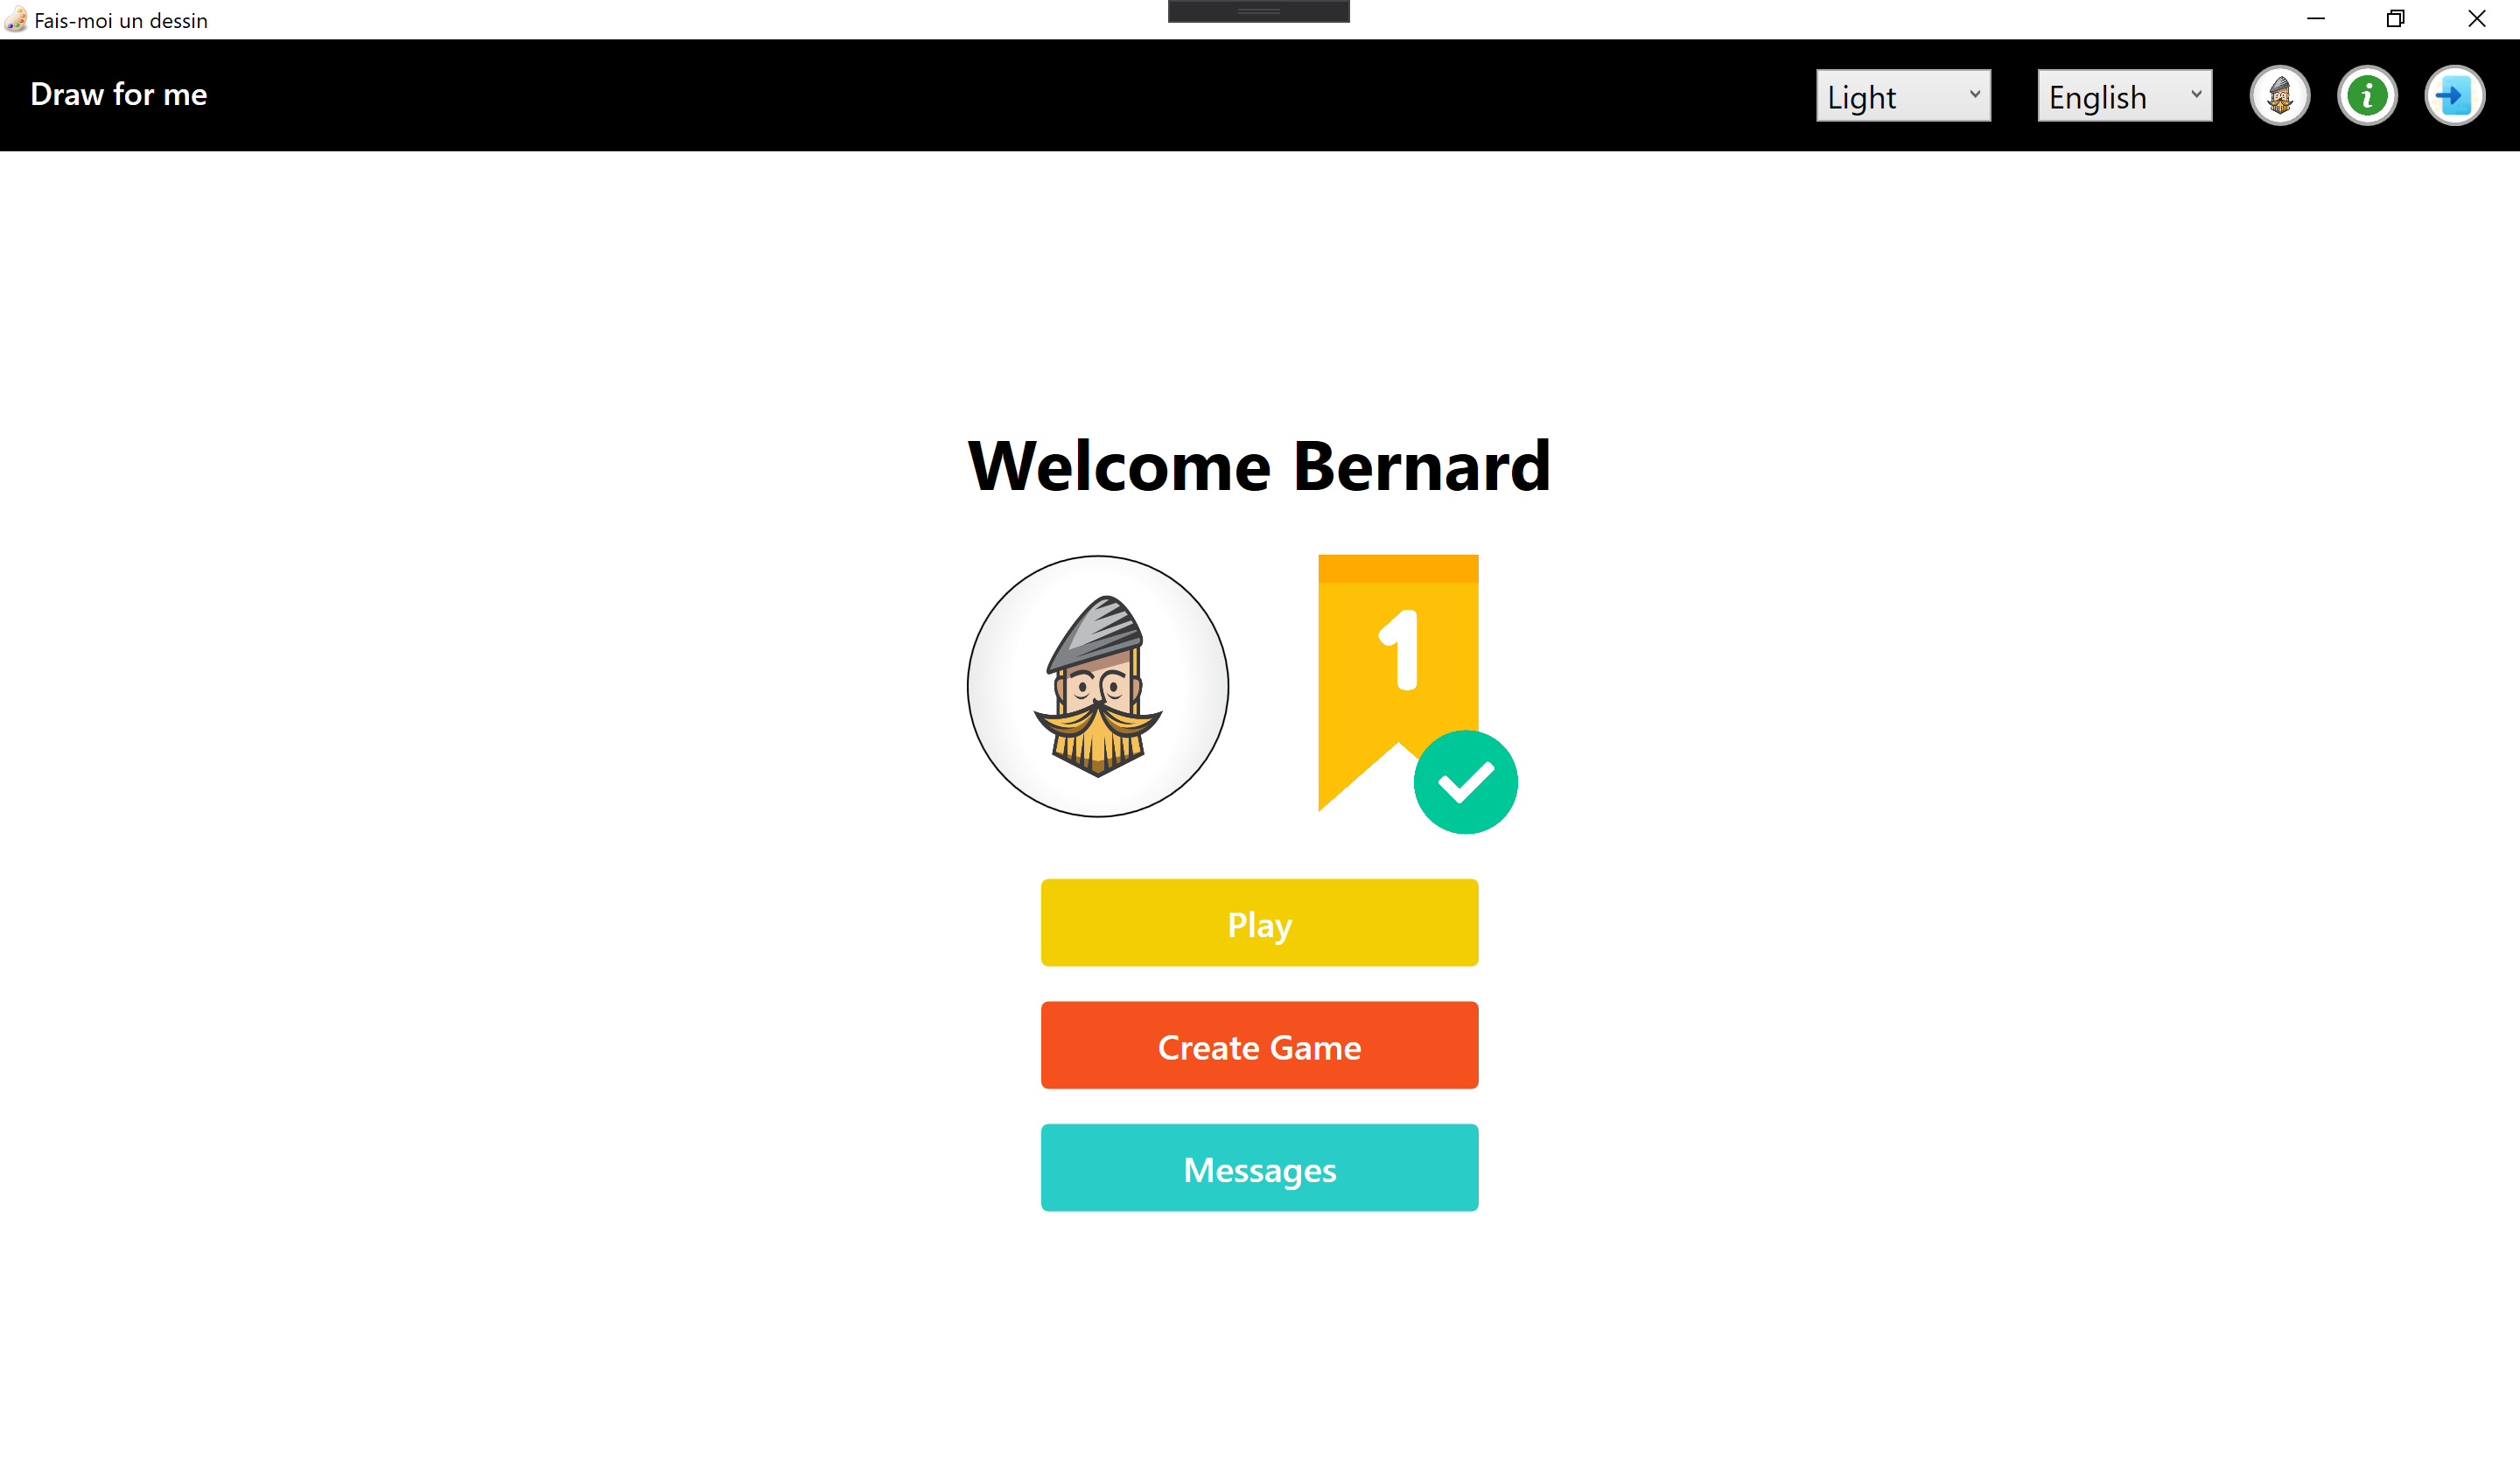 Fais-moi un dessin
Draw for me
Light
English
i
Welcome Bernard
1
Play
Create Game
Messages